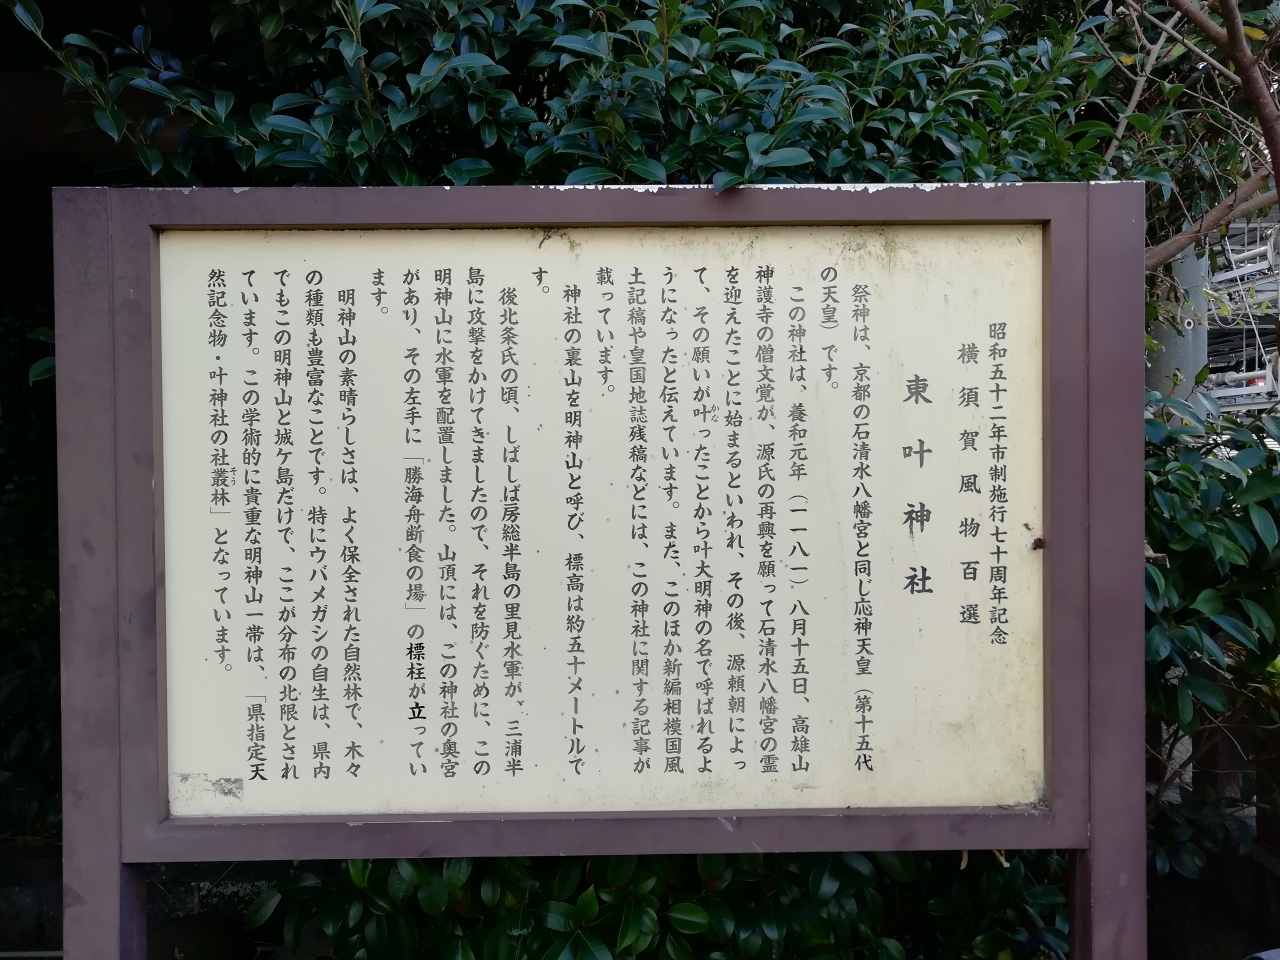 昭和五十二年市制施行七十周年記念
横須賀風物百選
東叶神社
祭神は、京都の石清水八幡宮と同じ応神天皇（第十五代
の天皇）です。
この神社は、養和元年（一一八一）八月十五日、高雄山
神護寺の僧文覚が、源氏の再興を願って石清水八幡宮の霊
を迎えたことに始まるといわれ、その後、源頼朝によっ
て、その願いが叶かなったことから叶大明神の名で呼ばれるよ
うになったと伝えています。また、このほか新編相模国風
土記稿や皇国地誌残稿などには、この神社に関する記事が
載っています。
神社の裏山を明神山と呼び、標高は約五十メートルで
す。
後北条氏の頃、しばしば房総半島の里見水軍が、三浦半
島に攻撃をかけてきましたので、それを防ぐために、この
明神山に水軍を配置しました。山頂には、この神社の奥宮
があり、その左手に「勝海舟断食の場」の標柱が立ってい
ます。
明神山の素晴らしさは、よく保全された自然林で、木々
の種類も豊富なことです。特にウバメガシの自生は、県内
でもこの明神山と城ケ島だけで、ここが分布の北限とされ
ています。この学術的に貴重な明神山一帯は、「県指定天
然記念物・叶神社の社叢そう林」となっています。